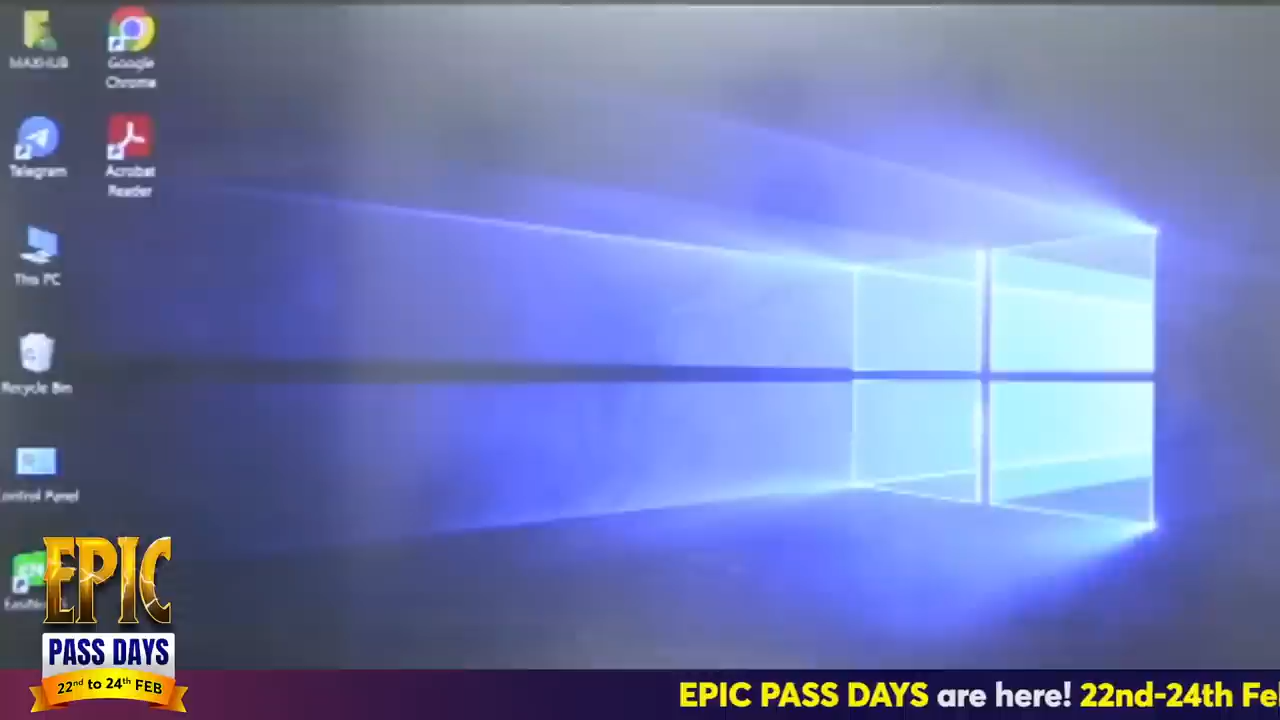 MAXHUB
Google
Chrome
Telegram
Acrobat
Reader
This PC
Recycle Bin
ontrol Panel
EPIC
PASS DAYS
22nd to 24th FEB
EPIC PASS DAYS are here! 22nd-24th Fe